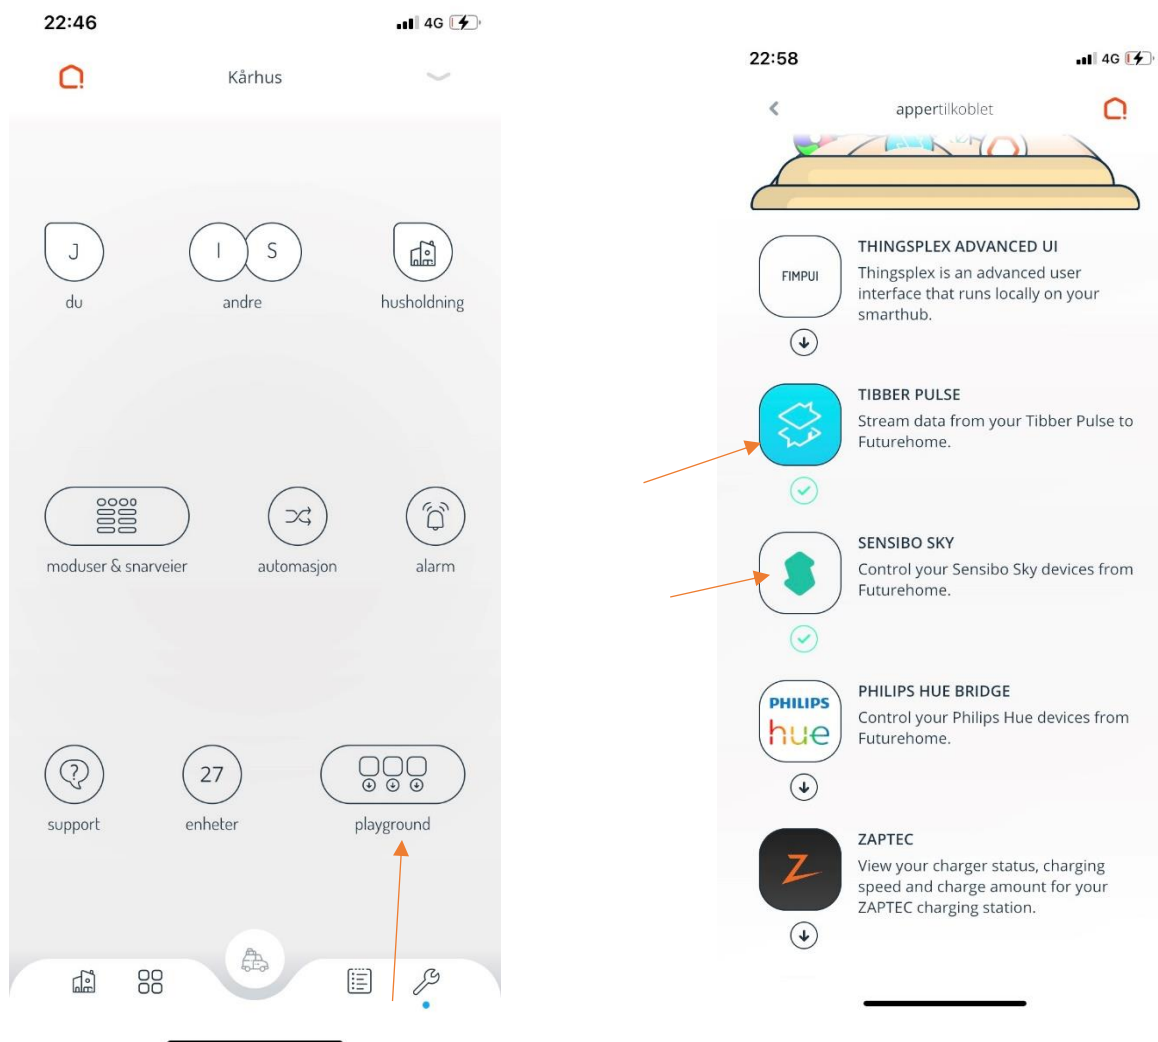 22:46
4G
Kårhus
J
I
S
du
andre
husholdning
moduser & snarveier
automasjon
alarm
?
27
support
enheter
playground
22:58
4G
appertilkoblet
FIMPUI
THINGSPLEX ADVANCED UI
Thingsplex is an advanced user
interface that runs locally on your
smarthub.
TIBBER PULSE
Stream data from your Tibber Pulse to
Futurehome.
SENSIBO SKY
Control your Sensibo Sky devices from
Futurehome.
PHILIPS
hue
PHILIPS HUE BRIDGE
Control your Philips Hue devices from
Futurehome.
Z
ZAPTEC
View your charger status, charging
speed and charge amount for your
ZAPTEC charging station.